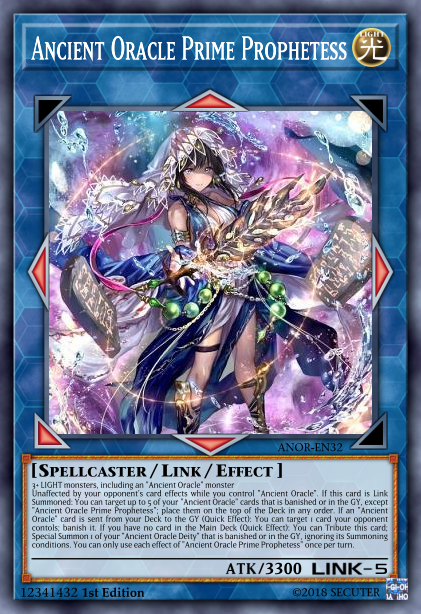 ANCIENT ORACLE PRIME PROPHETESS
LIGHT
光
ANOR-EN32
[SPELLCASTER / LINK / EFFECT ]
3+ LIGHT monsters, including an "Ancient Oracle" monster
Unaffected by your opponent's card effects while you control "Ancient Oracle". If this card is Link
Summoned: You can target up to 5 of your "Ancient Oracle" cards that is banished or in the GY, except
"Ancient Oracle Prime Prophetess"; place them on the top of the Deck in any order. If an "Ancient
Oracle" card is sent from your Deck to the GY (Quick Effect): You can target 1 card your opponent
controls; banish it. If you have no card in the Main Deck (Quick Effect): You can Tribute this card;
Special Summon 1 of your "Ancient Oracle Deity" that is banished or in the GY, ignoring its Summoning
conditions. You can only use each effect of "Ancient Oracle Prime Prophetess" once per turn.
ATK/3300 LINK-5
12341432 1st Edition
©2018 SECUTER